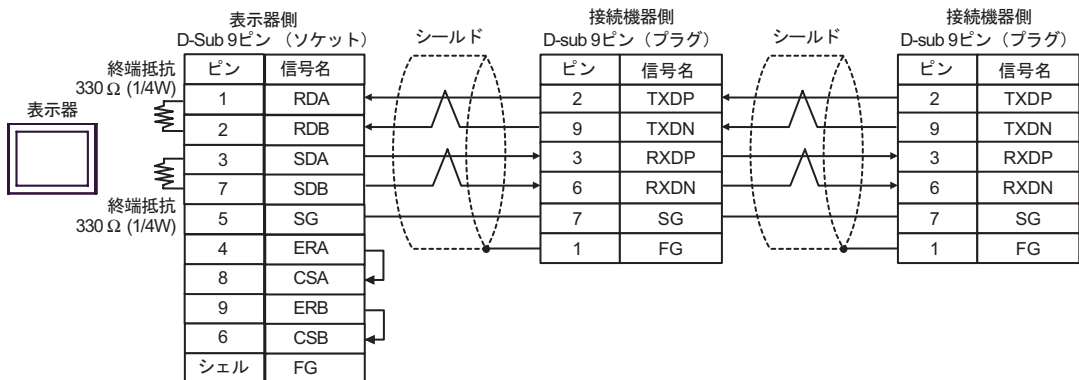 表示器側
D-Sub 9ピン （ソケット）
シールド
接続機器側
D-sub 9ピン（プラグ）
シールド
接続機器側
D-sub 9ピン（プラグ）
終端抵抗
330 Ω (1/4W)
表示器
終端抵抗
330 Ω (1/4W)
ピン 信号名
1 RDA
2 RDB
3 SDA
7 SDB
5 SG
4 ERA
8 CSA
9 ERB
6 CSB
シェル FG
ピン 信号名
2 TXDP
9 TXDN
3 RXDP
6 RXDN
7 SG
1 FG
ピン 信号名
2 TXDP
9 TXDN
3 RXDP
6 RXDN
7 SG
1 FG